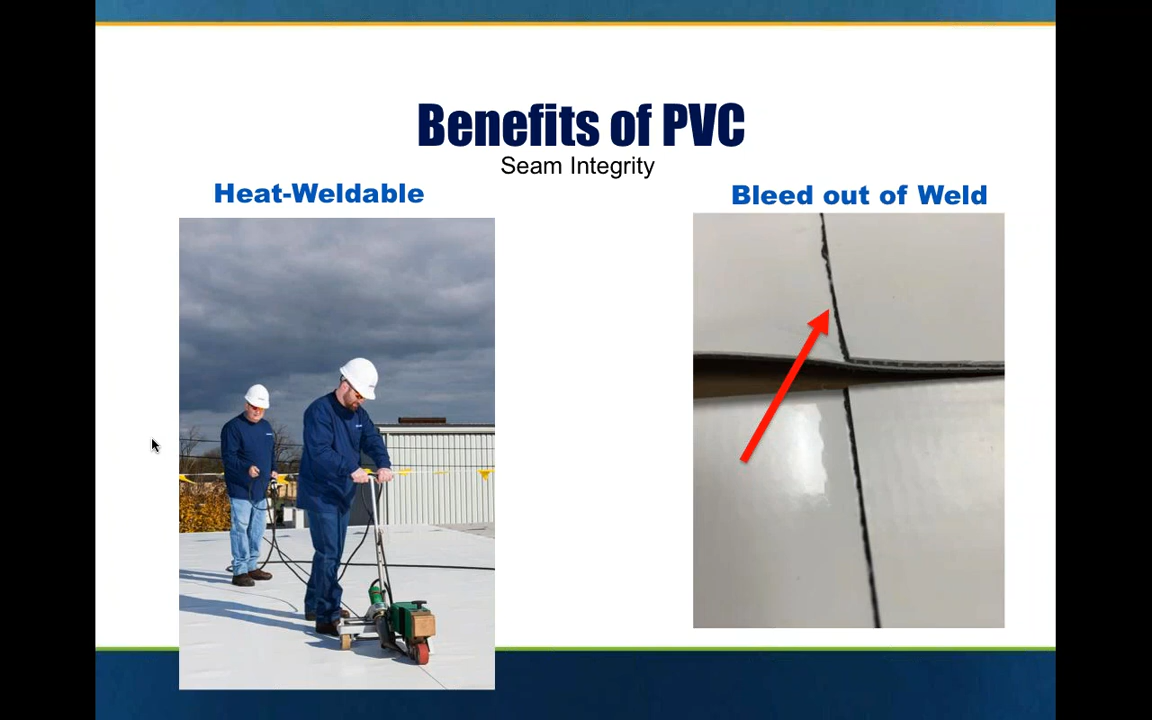 Benefits of PVC
Seam Integrity
Heat-Weldable
Bleed out of Weld